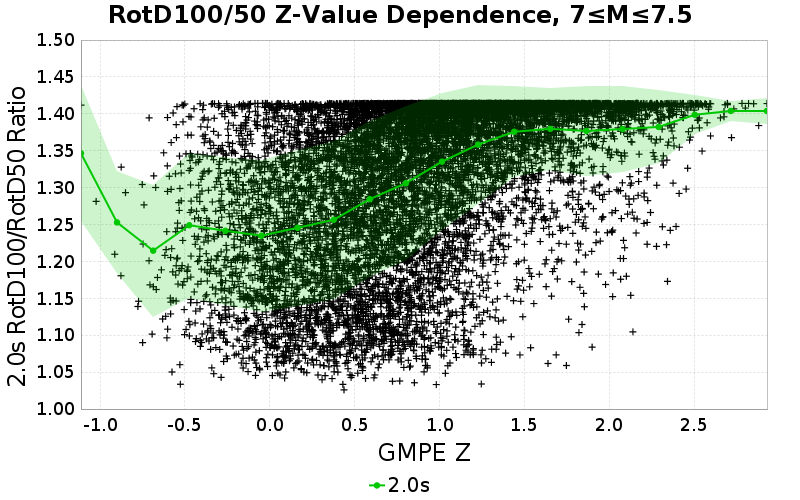 RotD100/50 Z-Value Dependence, 7≤M≤7.5
1.50
1.45
1.40
1.35
1.30
1.25
1.20
1.15
1.10
1.05
1.00
2.0s RotD100/RotD50 Ratio
-1.0 -0.5 0.0 0.5 1.0 1.5 2.0 2.5
GMPE Z
2.0s